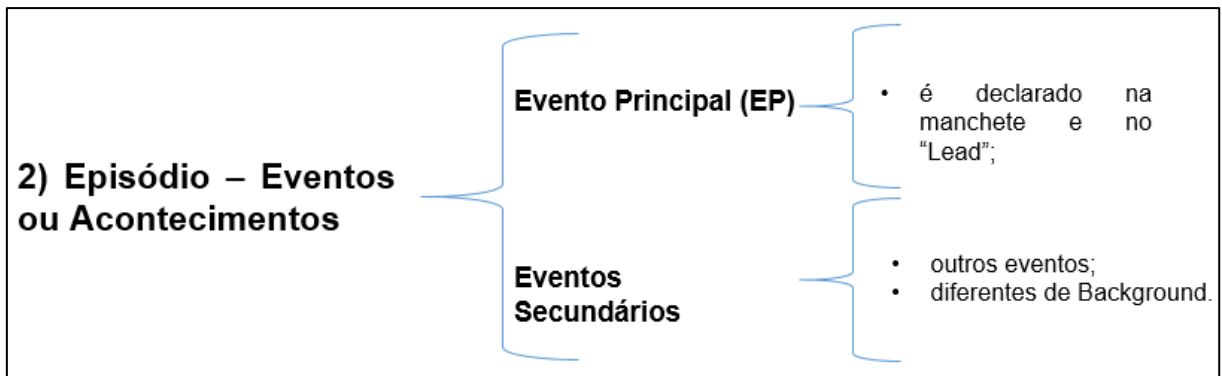 2) Episódio – Eventos
ou Acontecimentos
Evento Principal (EP)
• é declarado na
manchete e no
“Lead”;
Eventos
Secundários
• outros eventos;
• diferentes de Background.